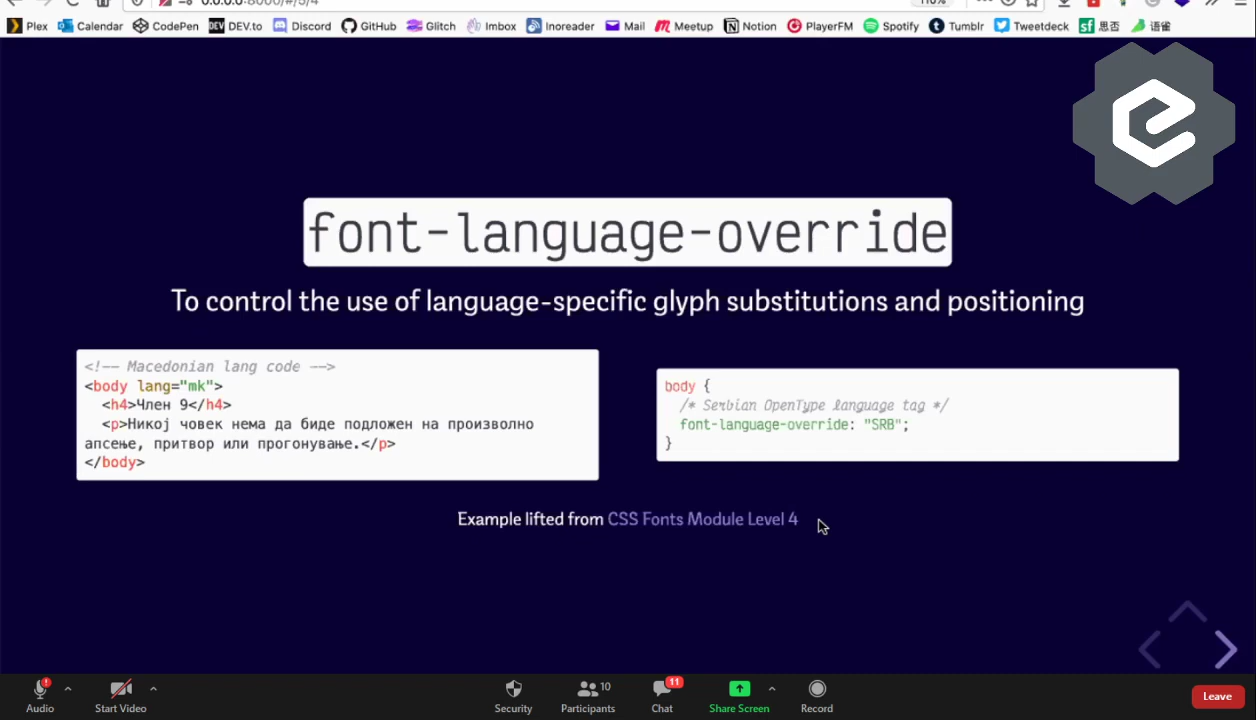 Plex Calendar CodePen DEV.to Discord GitHub Glitch Imbox Inoreader Mail Meetup Notion PlayerFM Spotify Tumblr Tweetdeck 思否 语雀
font-language-override
To control the use of language-specific glyph substitutions and positioning
<!-- Macedonian lang code -->
<body lang="mk">
<h4>Член 9</h4>
<p>Никој човек нема да биде подложен на произволно
апсење, притвор или прогонување.</p>
</body>
body {
/* Serbian OpenType language tag */
font-language-override: "SRB";
}
Example lifted from CSS Fonts Module Level 4
11
10
Audio Start Video Security Participants Chat Share Screen Record Leave